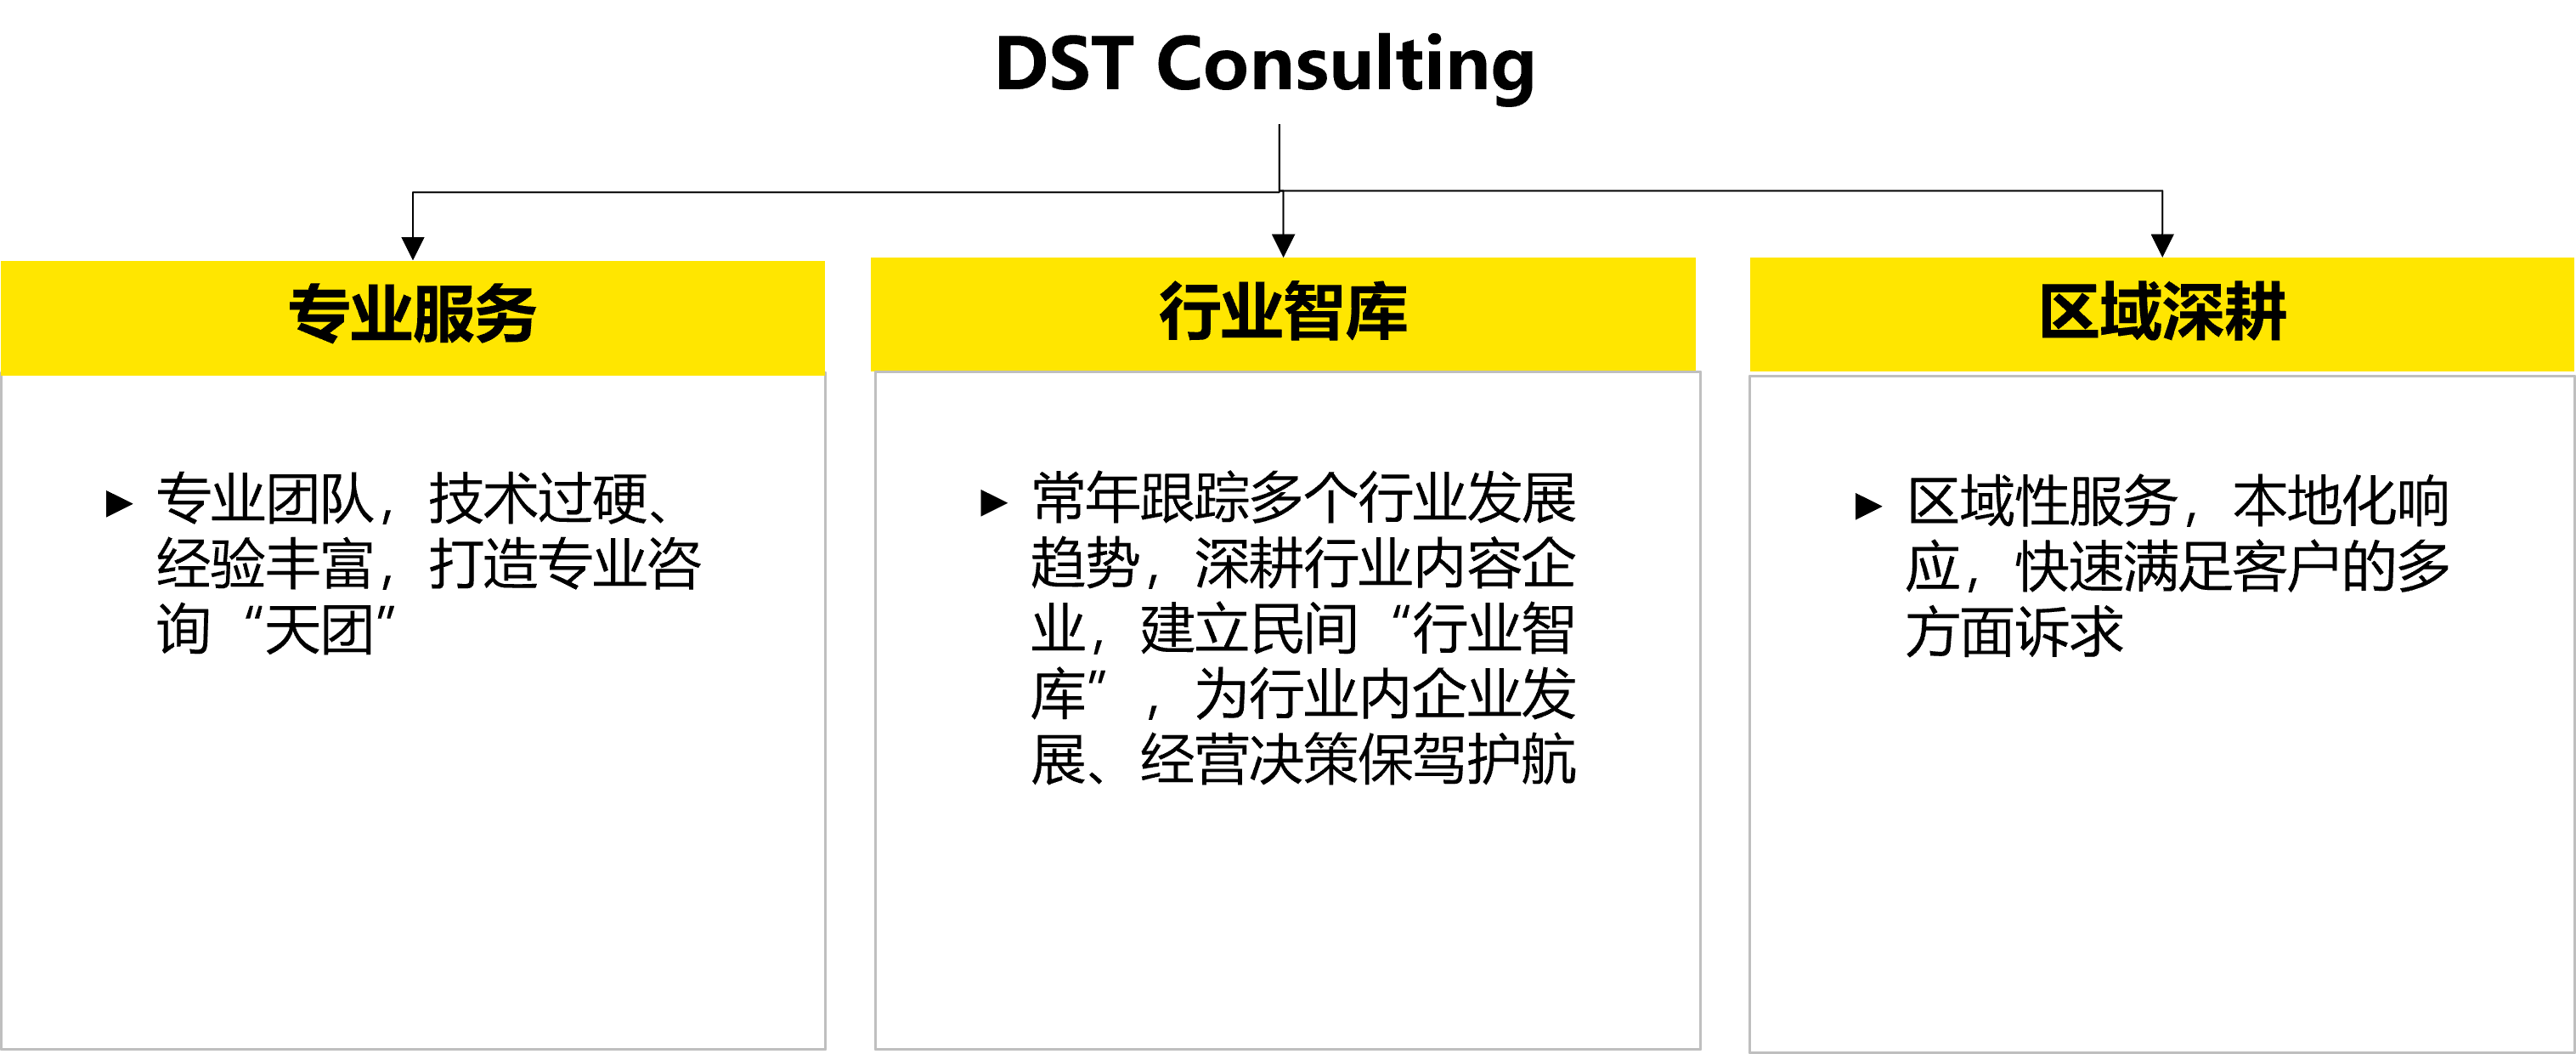 DST Consulting
专业服务
行业智库
区域深耕
► 专业团队，技术过硬、
经验丰富，打造专业咨
询“天团”
► 常年跟踪多个行业发展
趋势，深耕行业内容企
业，建立民间“行业智
库”，为行业内企业发
展、经营决策保驾护航
► 区域性服务，本地化响
应，快速满足客户的多
方面诉求